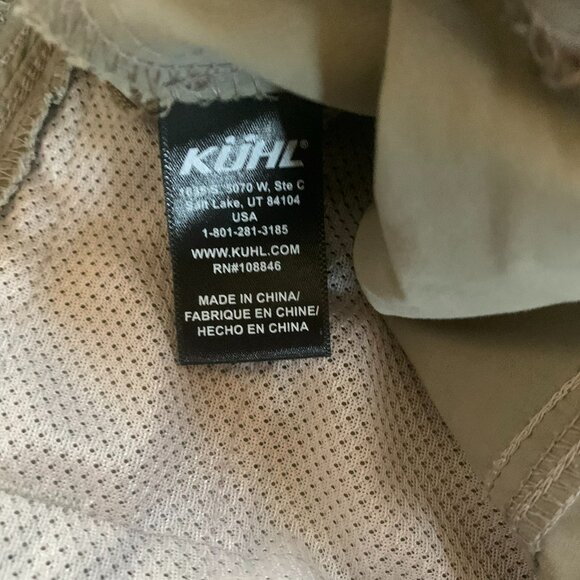 KÜHL
5070 W, Ste C
Salt Lake, UT 84104
USA
1-801-281-3185
WWW.KUHL.COM
RN#108846
MADE IN CHINA/
FABRIQUE EN CHINE/
HECHO EN CHINA